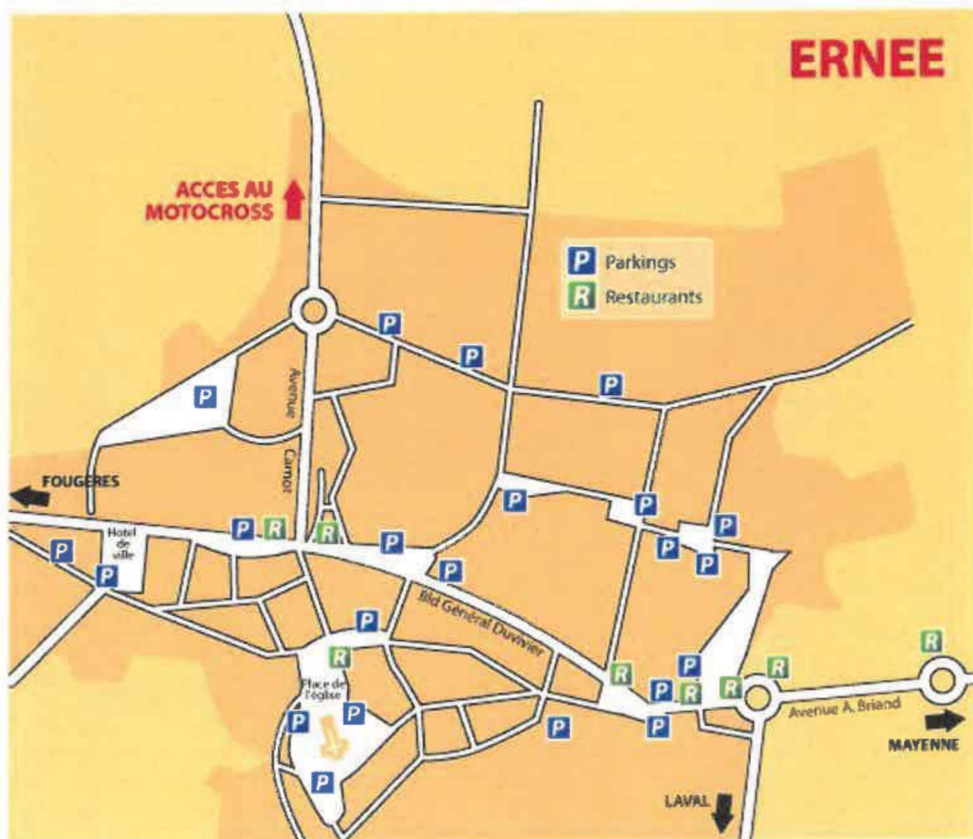 ERNEE
ACCES AU
MOTOCROSS
P Parkings
R Restaurants
P
P
P
P
Avenue
Carnot
FOUGERES
P
P
P
R
R
P
P
P
P
P
Hotel
de
ville
P
P
Bld Général Duvivier
P
R
Place de
l'église
P
P
P
R
P
P
R
P
P
R
R
R
Avenue A. Briand
MAYENNE
LAVAL